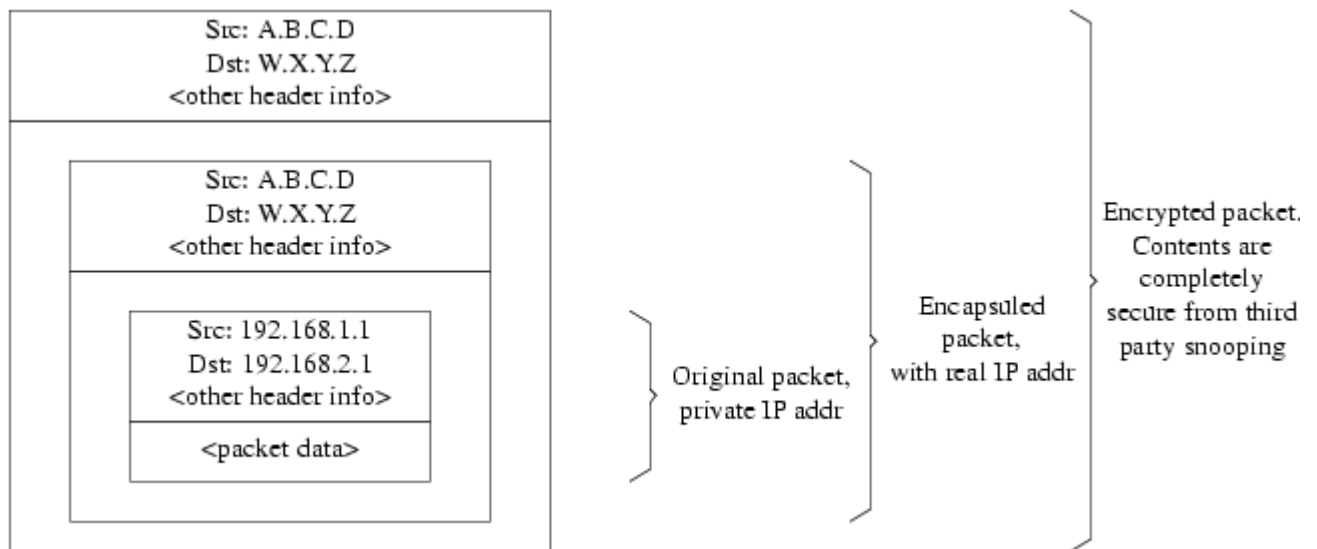 Src: A.B.C.D
Dst: W.X.Y.Z
<other header info>
Src: A.B.C.D
Dst: W.X.Y.Z
<other header info>
Src: 192.168.1.1
Dst: 192.168.2.1
<other header info>
<packet data>
Original packet,
private IP addr
Encapsuled
packet,
with real IP addr
Encrypted packet.
Contents are
completely
secure from third
party snooping